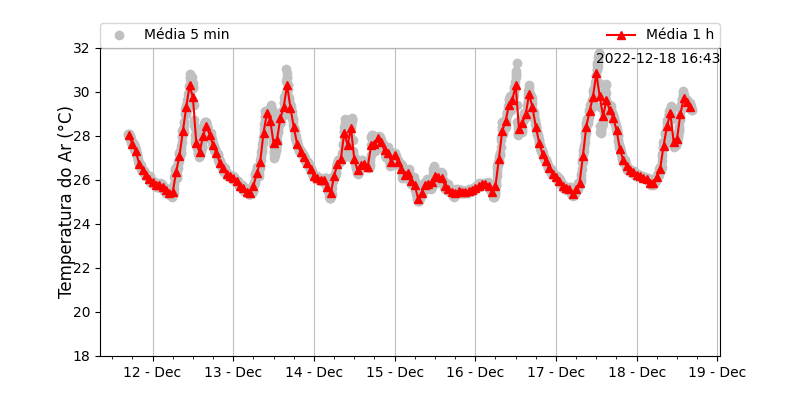 Média 5 min
Média 1 h
2022-12-18 16:43
Temperatura do Ar (°C)
32
30
28
26
24
22
20
18
12 - Dec
13 - Dec
14 - Dec
15 - Dec
16 - Dec
17 - Dec
18 - Dec
19 - Dec